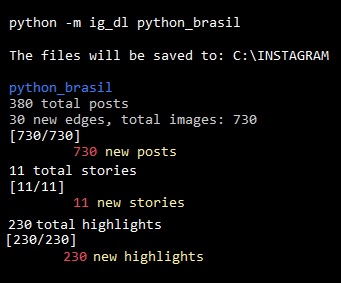 python -m ig_dl python_brasil
The files will be saved to: C:\INSTAGRAM
python_brasil
380 total posts
30 new edges, total images: 730
[730/730]
730 new posts
11 total stories
[11/11]
11 new stories
230 total highlights
[230/230]
230 new highlights